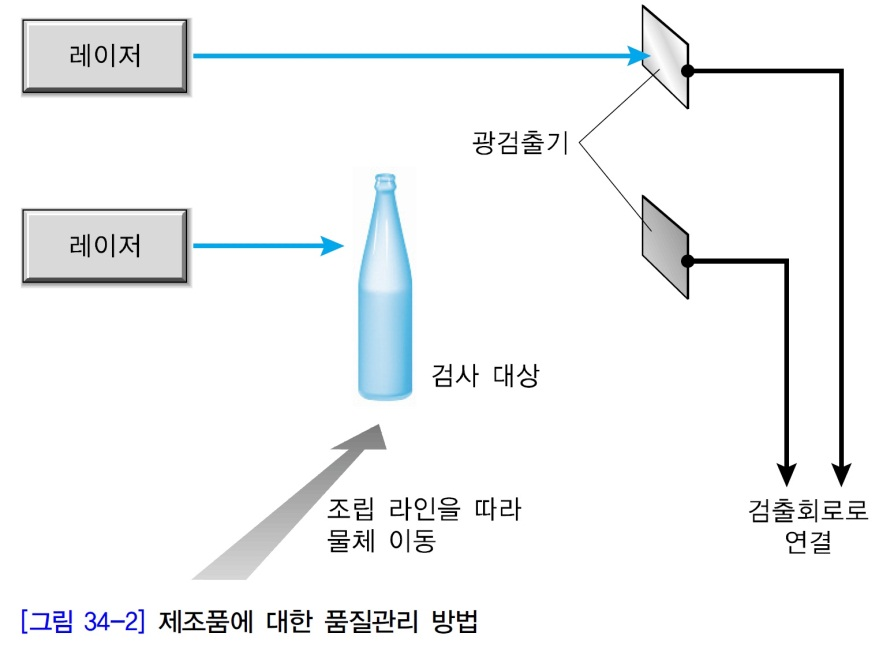 레이저
광검출기
레이저
검사 대상
조립 라인을 따라
물체 이동
검출회로로
연결
[그림 34-2] 제조품에 대한 품질관리 방법